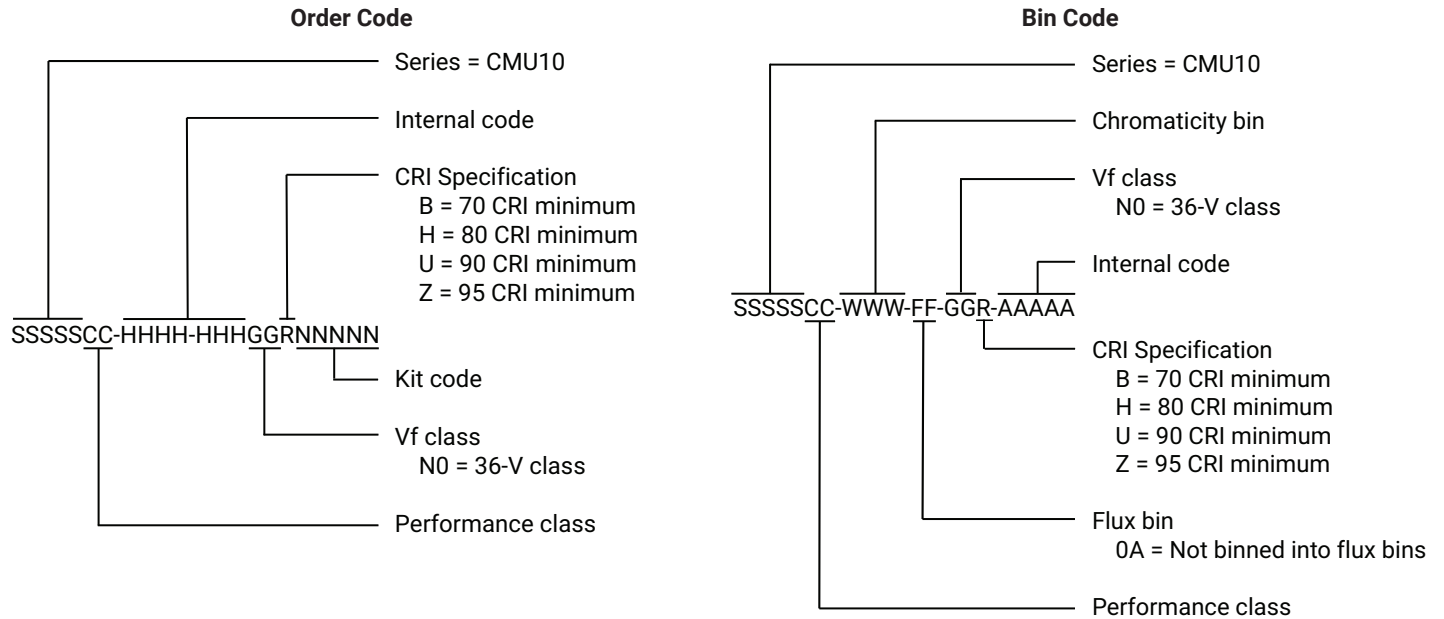 Order Code
Series = CMU10
Internal code
CRI Specification
B = 70 CRI minimum
H = 80 CRI minimum
U = 90 CRI minimum
Z = 95 CRI minimum
SSSSSCC-HHHH-HHHGGRNNNNN
Kit code
Vf class
N0 = 36-V class
Performance class
Bin Code
Series = CMU10
Chromaticity bin
Vf class
N0 = 36-V class
Internal code
SSSSSCC-WWW-FF-GGR-AAAAA
CRI Specification
B = 70 CRI minimum
H = 80 CRI minimum
U = 90 CRI minimum
Z = 95 CRI minimum
Flux bin
0A = Not binned into flux bins
Performance class